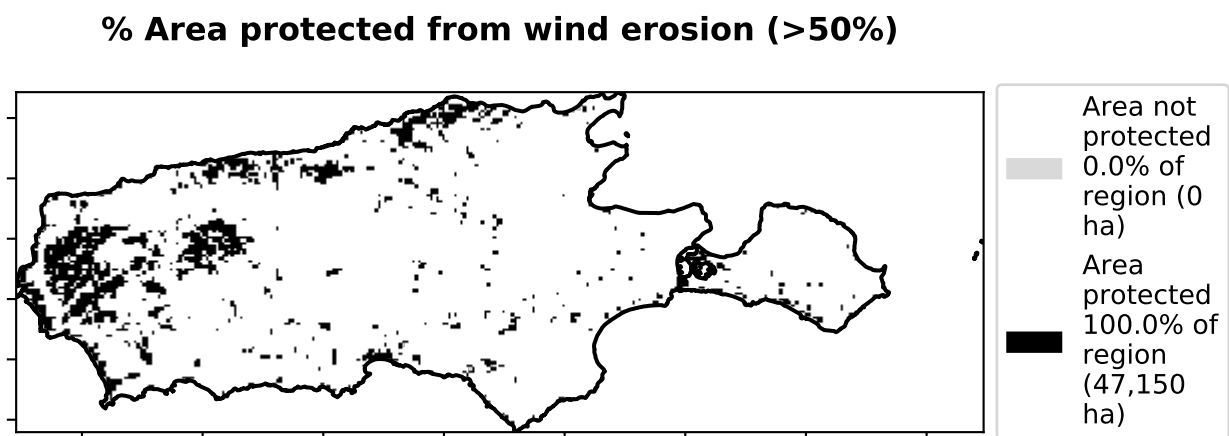 % Area protected from wind erosion (>50%)
Area not
protected
0.0% of
region (0
ha)
Area
protected
100.0% of
region
(47,150
ha)